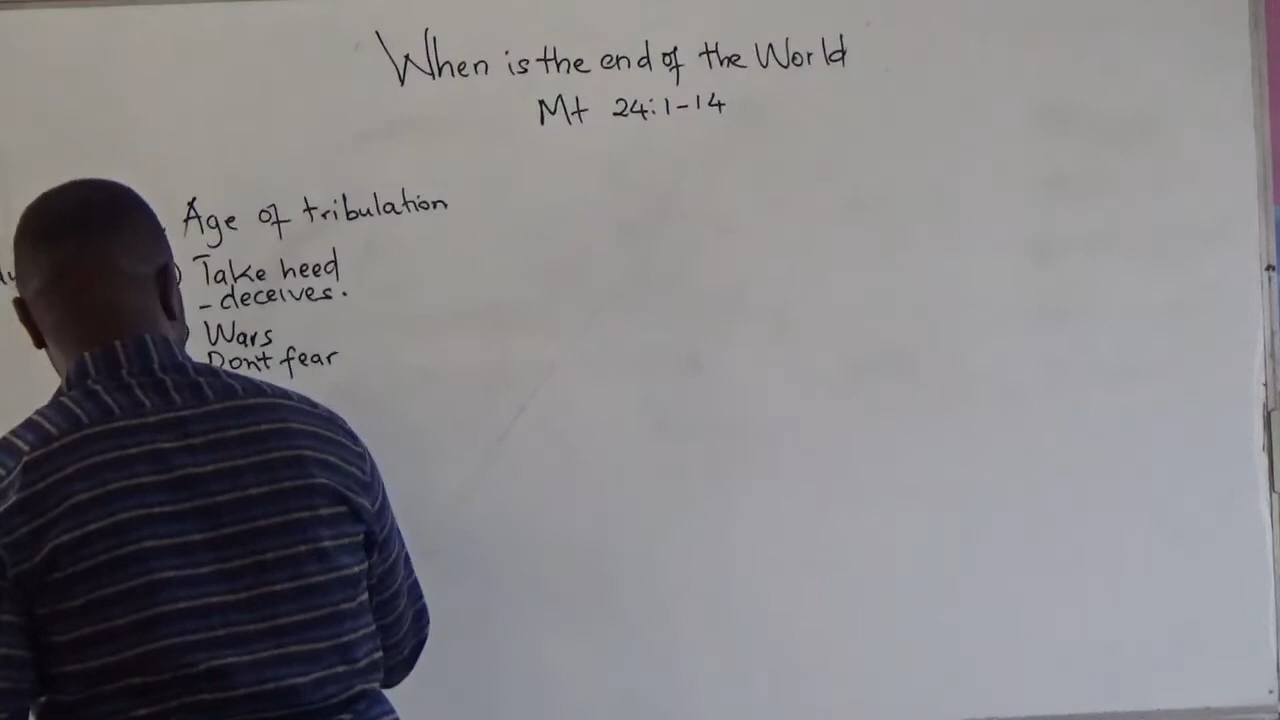 When is the end of the World
Mt 24:1-14
Age of tribulation
Take heed
- deceives.
Wars
Dont fear